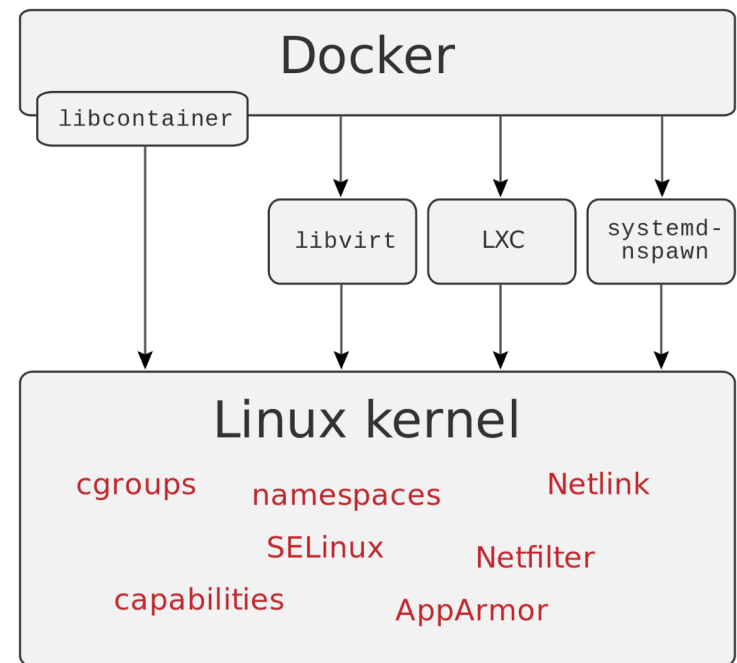 Docker
libcontainer
libvirt
LXC
systemd-
nspawn
Linux kernel
cgroups
namespaces
Netlink
SELinux
Netfilter
capabilities
AppArmor